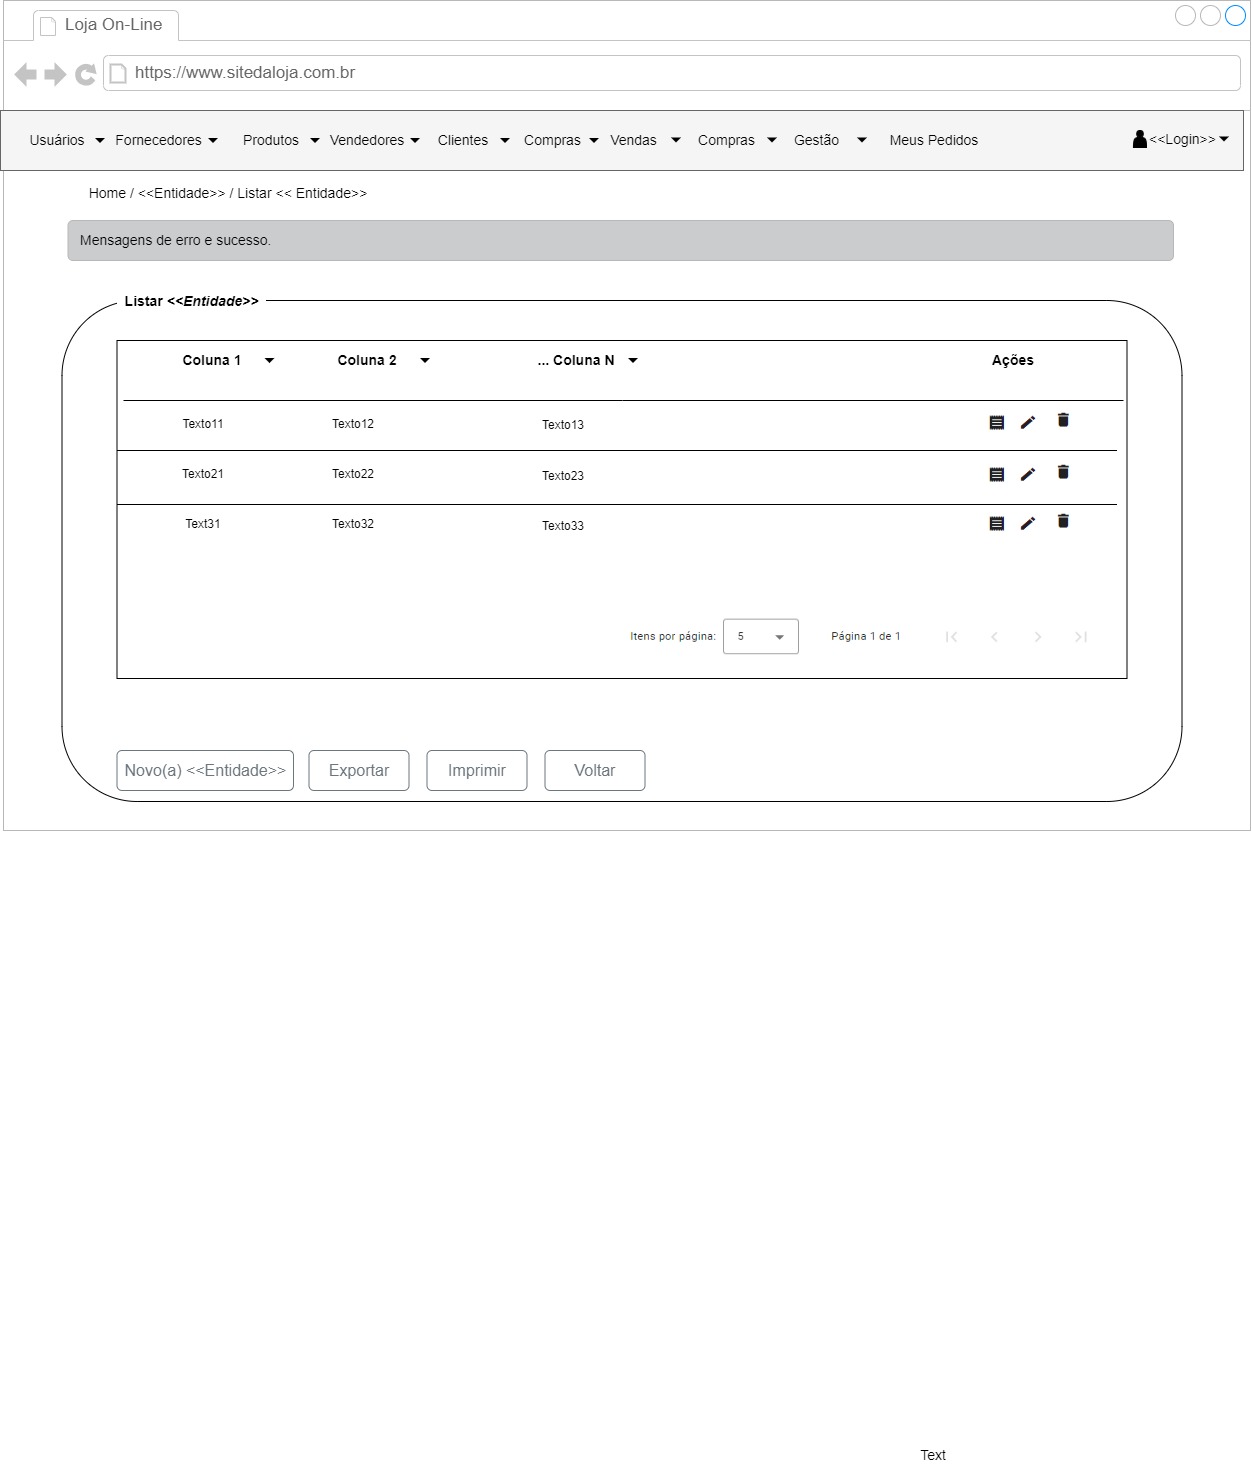 Loja On-Line
https://www.sitedaloja.com.br
Usuários Fornecedores Produtos Vendedores Clientes Compras Vendas Compras Gestão Meus Pedidos <<Login>>
Home / <<Entidade>> / Listar << Entidade>>
Mensagens de erro e sucesso.
Listar <<Entidade>>
Coluna 1 Coluna 2 ... Coluna N Ações
Texto11 Texto12 Texto13
Texto21 Texto22 Texto23
Text31 Texto32 Texto33
Itens por página: 5 Página 1 de 1
Novo(a) <<Entidade>> Exportar Imprimir Voltar
Text